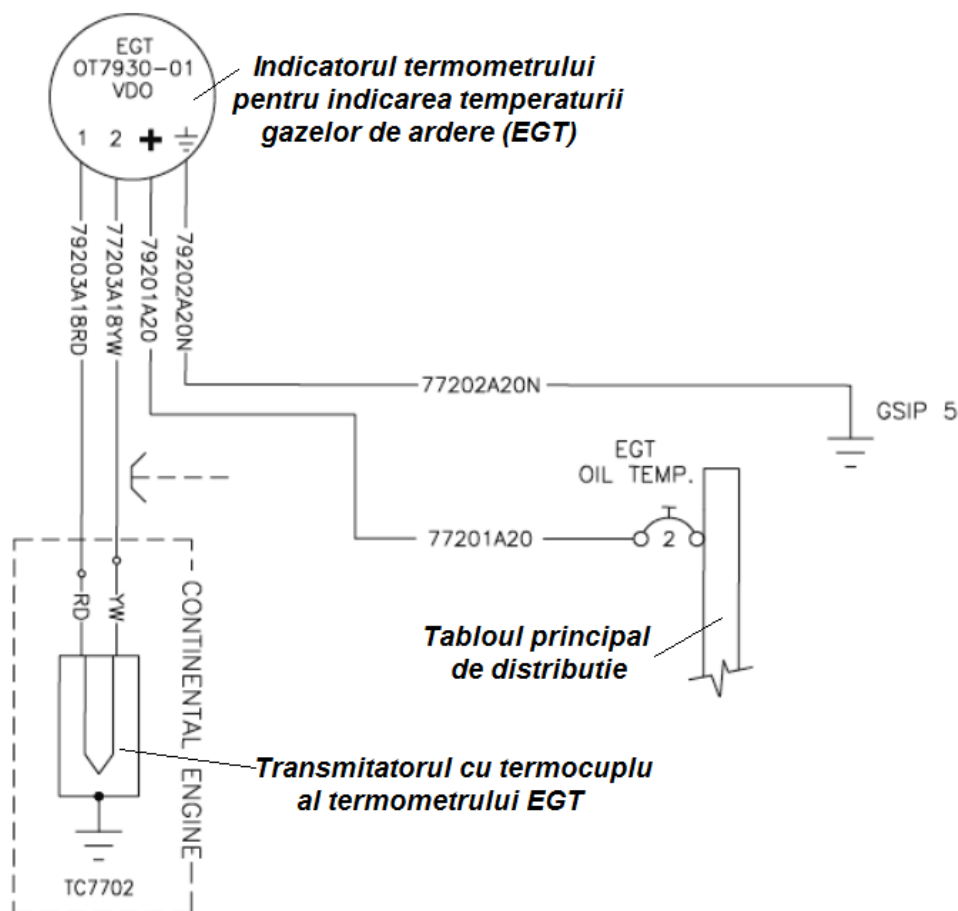 EGT
OT7930-01
VDO
1 2 + 
Indicatorul termometrului
pentru indicarea temperaturii
gazelor de ardere (EGT)
79203A18RD
77203A18YW
79201A20
79202A20N
77202A20N
GSIP 5
EGT
OIL TEMP.
77201A20
2
RD
YW
CONTINENTAL ENGINE
Tabloul principal
de distributie
Transmitatorul cu termocuplu
al termometrului EGT
TC7702